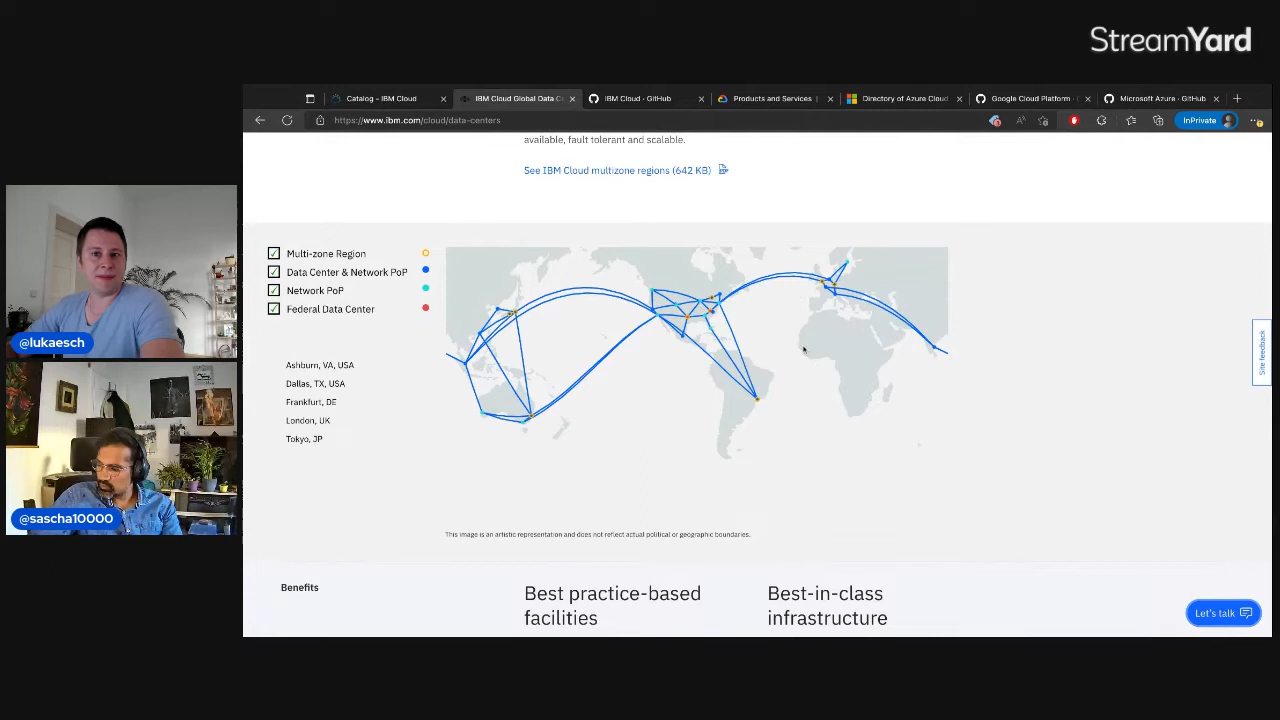 StreamYard
Catalog - IBM Cloud
IBM Cloud Global Data C
IBM Cloud · GitHub
Products and Services |
Directory of Azure Cloud
Google Cloud Platform ·
Microsoft Azure · GitHub
https://www.ibm.com/cloud/data-centers
InPrivate
available, fault tolerant and scalable.
See IBM Cloud multizone regions (642 KB)
Multi-zone Region
Data Center & Network PoP
Network PoP
Federal Data Center
Ashburn, VA, USA
Dallas, TX, USA
Frankfurt, DE
London, UK
Tokyo, JP
Site feedback
@lukaesch
@sascha10000
This image is an artistic representation and does not reflect actual political or geographic boundaries.
Benefits
Best practice-based
facilities
Best-in-class
infrastructure
Let's talk